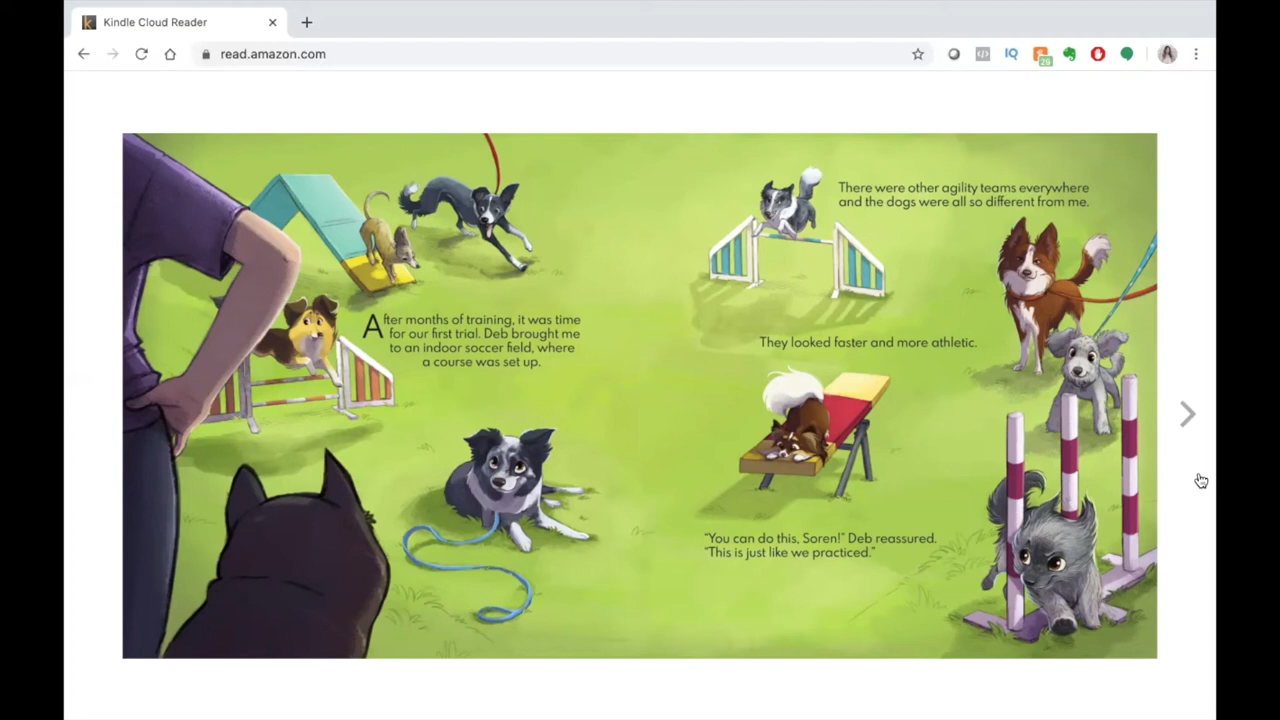 Kindle Cloud Reader
read.amazon.com
IQ
29
After months of training, it was time
for our first trial. Deb brought me
to an indoor soccer field, where
a course was set up.
There were other agility teams everywhere
and the dogs were all so different from me.
They looked faster and more athletic.
“You can do this, Soren!” Deb reassured.
“This is just like we practiced.”